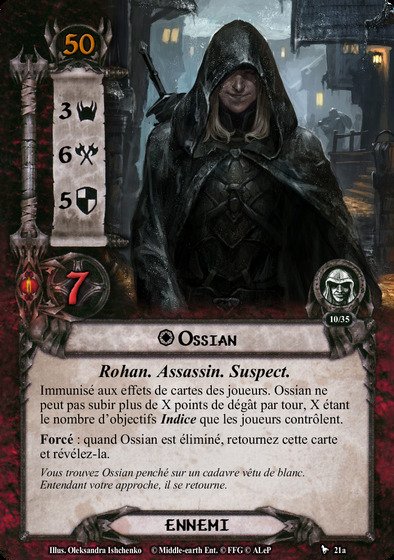 50
3
6
5
7
10/35
Ossian
Rohan. Assassin. Suspect.
Immunisé aux effets de cartes des joueurs. Ossian ne
peut pas subir plus de X points de dégât par tour, X étant
le nombre d'objectifs Indice que les joueurs contrôlent.
Forcé : quand Ossian est éliminé, retournez cette carte
et révélez-la.
Vous trouvez Ossian penché sur un cadavre vêtu de blanc.
Entendant votre approche, il se retourne.
ENNEMI
Illus. Oleksandra Ishchenko © Middle-earth Ent. © FFG © ALeP 21a